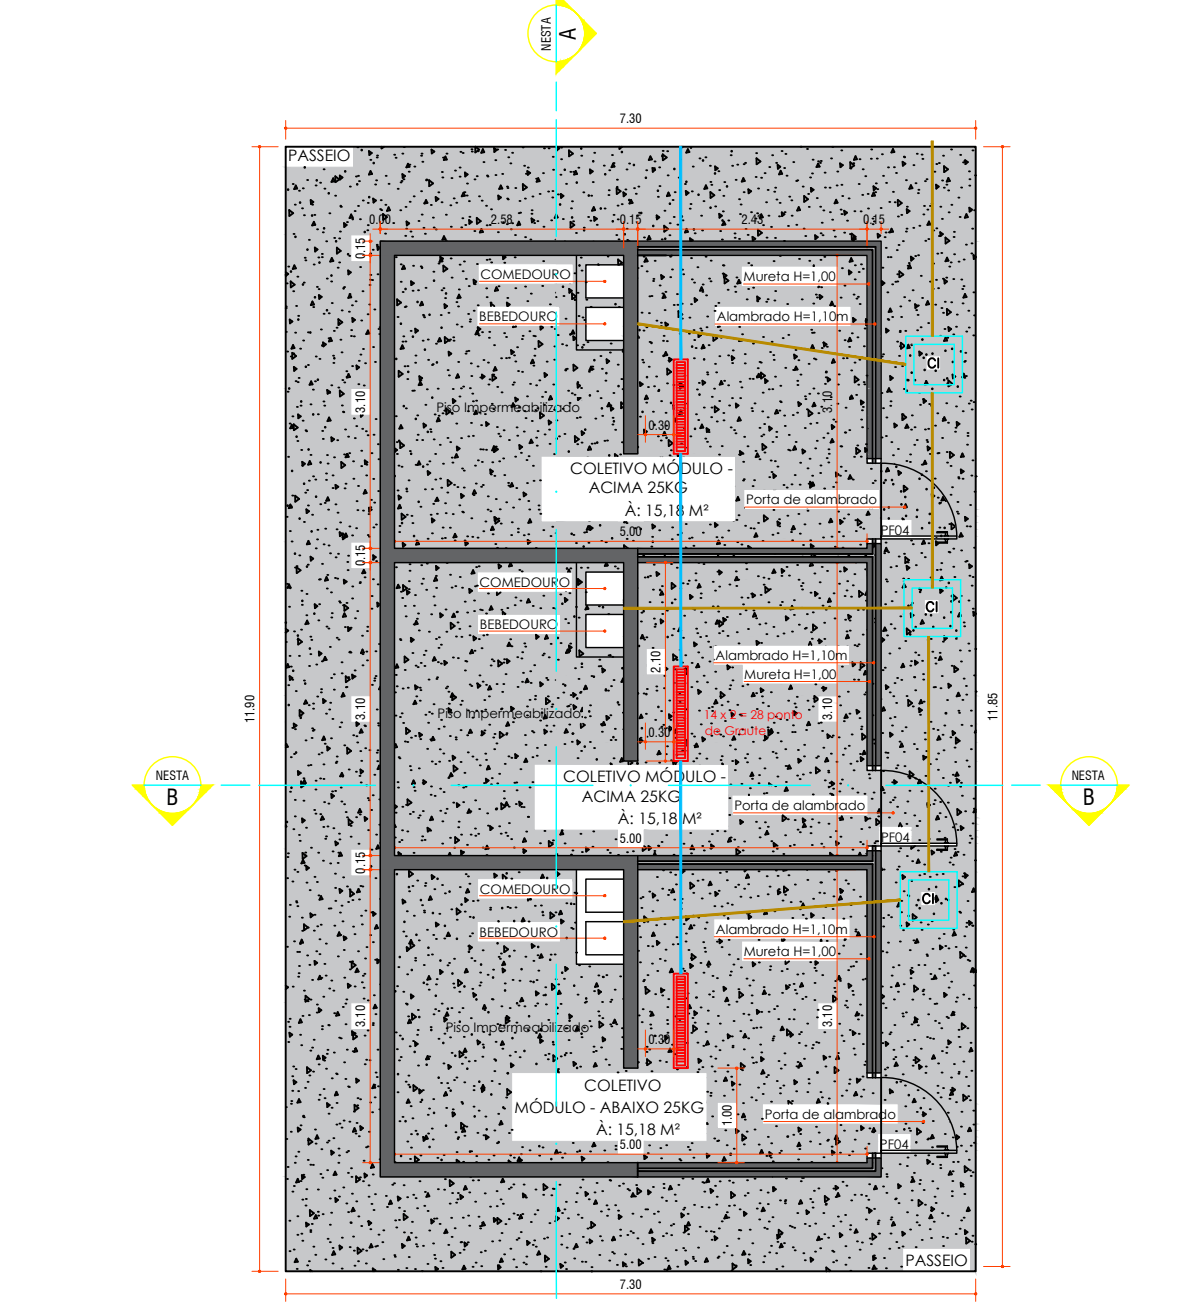 NESTA
A
7.30
PASSEIO
0.00
2.58
0.15
2.43
0.15
0.15
COMEDOURO
Mureta H=1,00
BEBEDOURO
Alambrado H=1,10m
CI
3.10
3.10
Piso Impermeabilizado
0.30
COLETIVO MÓDULO -
ACIMA 25KG
À: 15,18 M²
Porta de alambrado
5.00
PF04
0.15
COMEDOURO
CI
BEBEDOURO
2.10
Alambrado H=1,10m
Mureta H=1,00
11.90
3.10
Piso Impermeabilizado
14 x 2 = 28 ponto
de Graute
3.10
11.85
0.30
NESTA
B
COLETIVO MÓDULO -
ACIMA 25KG
À: 15,18 M²
Porta de alambrado
NESTA
B
5.00
PF04
0.15
COMEDOURO
CI
BEBEDOURO
Alambrado H=1,10m
Mureta H=1,00
3.10
Piso Impermeabilizado
3.10
0.30
COLETIVO
MÓDULO - ABAIXO 25KG
À: 15,18 M²
1.00
Porta de alambrado
5.00
PF04
PASSEIO
7.30